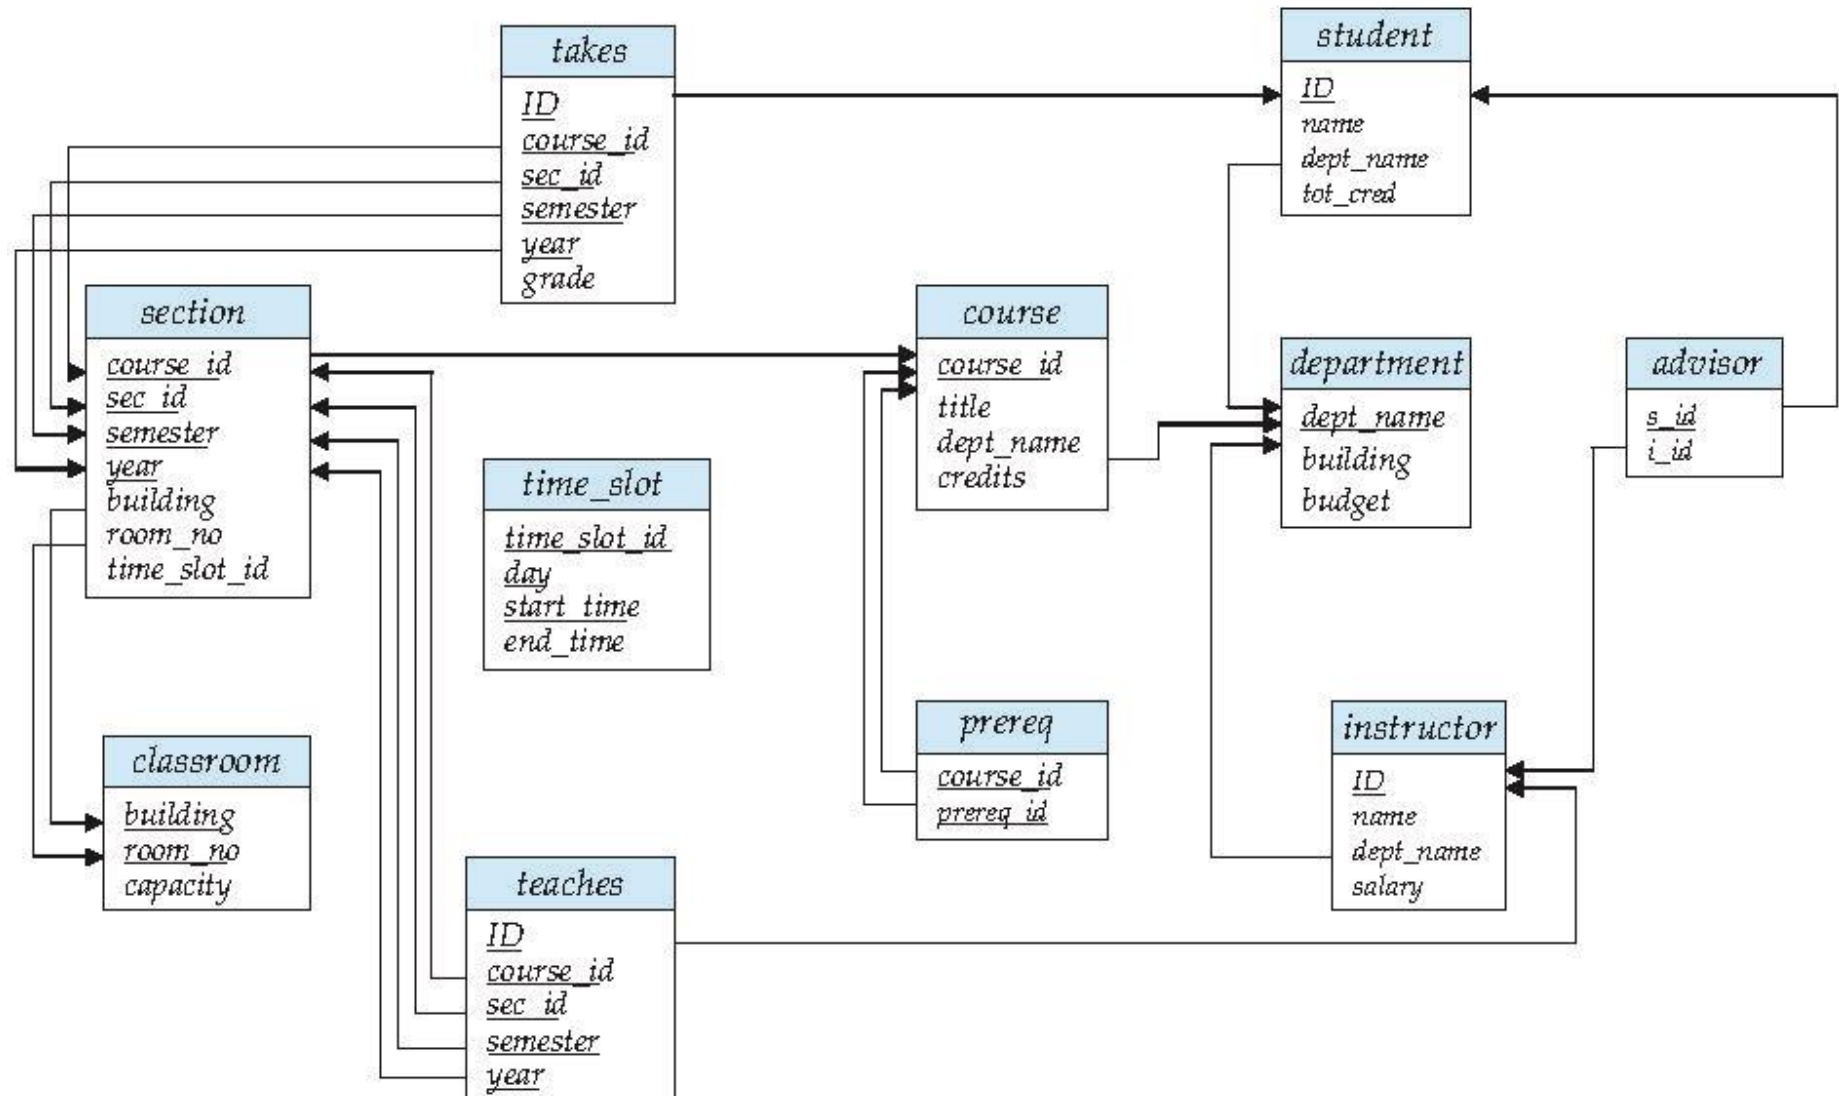 takes
ID
course_id
sec_id
semester
year
grade
student
ID
name
dept_name
tot_cred
section
course_id
sec_id
semester
year
building
room_no
time_slot_id
time_slot
time_slot_id
day
start_time
end_time
course
course_id
title
dept_name
credits
department
dept_name
building
budget
advisor
s_id
i_id
classroom
building
room_no
capacity
prereq
course_id
prereq_id
instructor
ID
name
dept_name
salary
teaches
ID
course_id
sec_id
semester
year